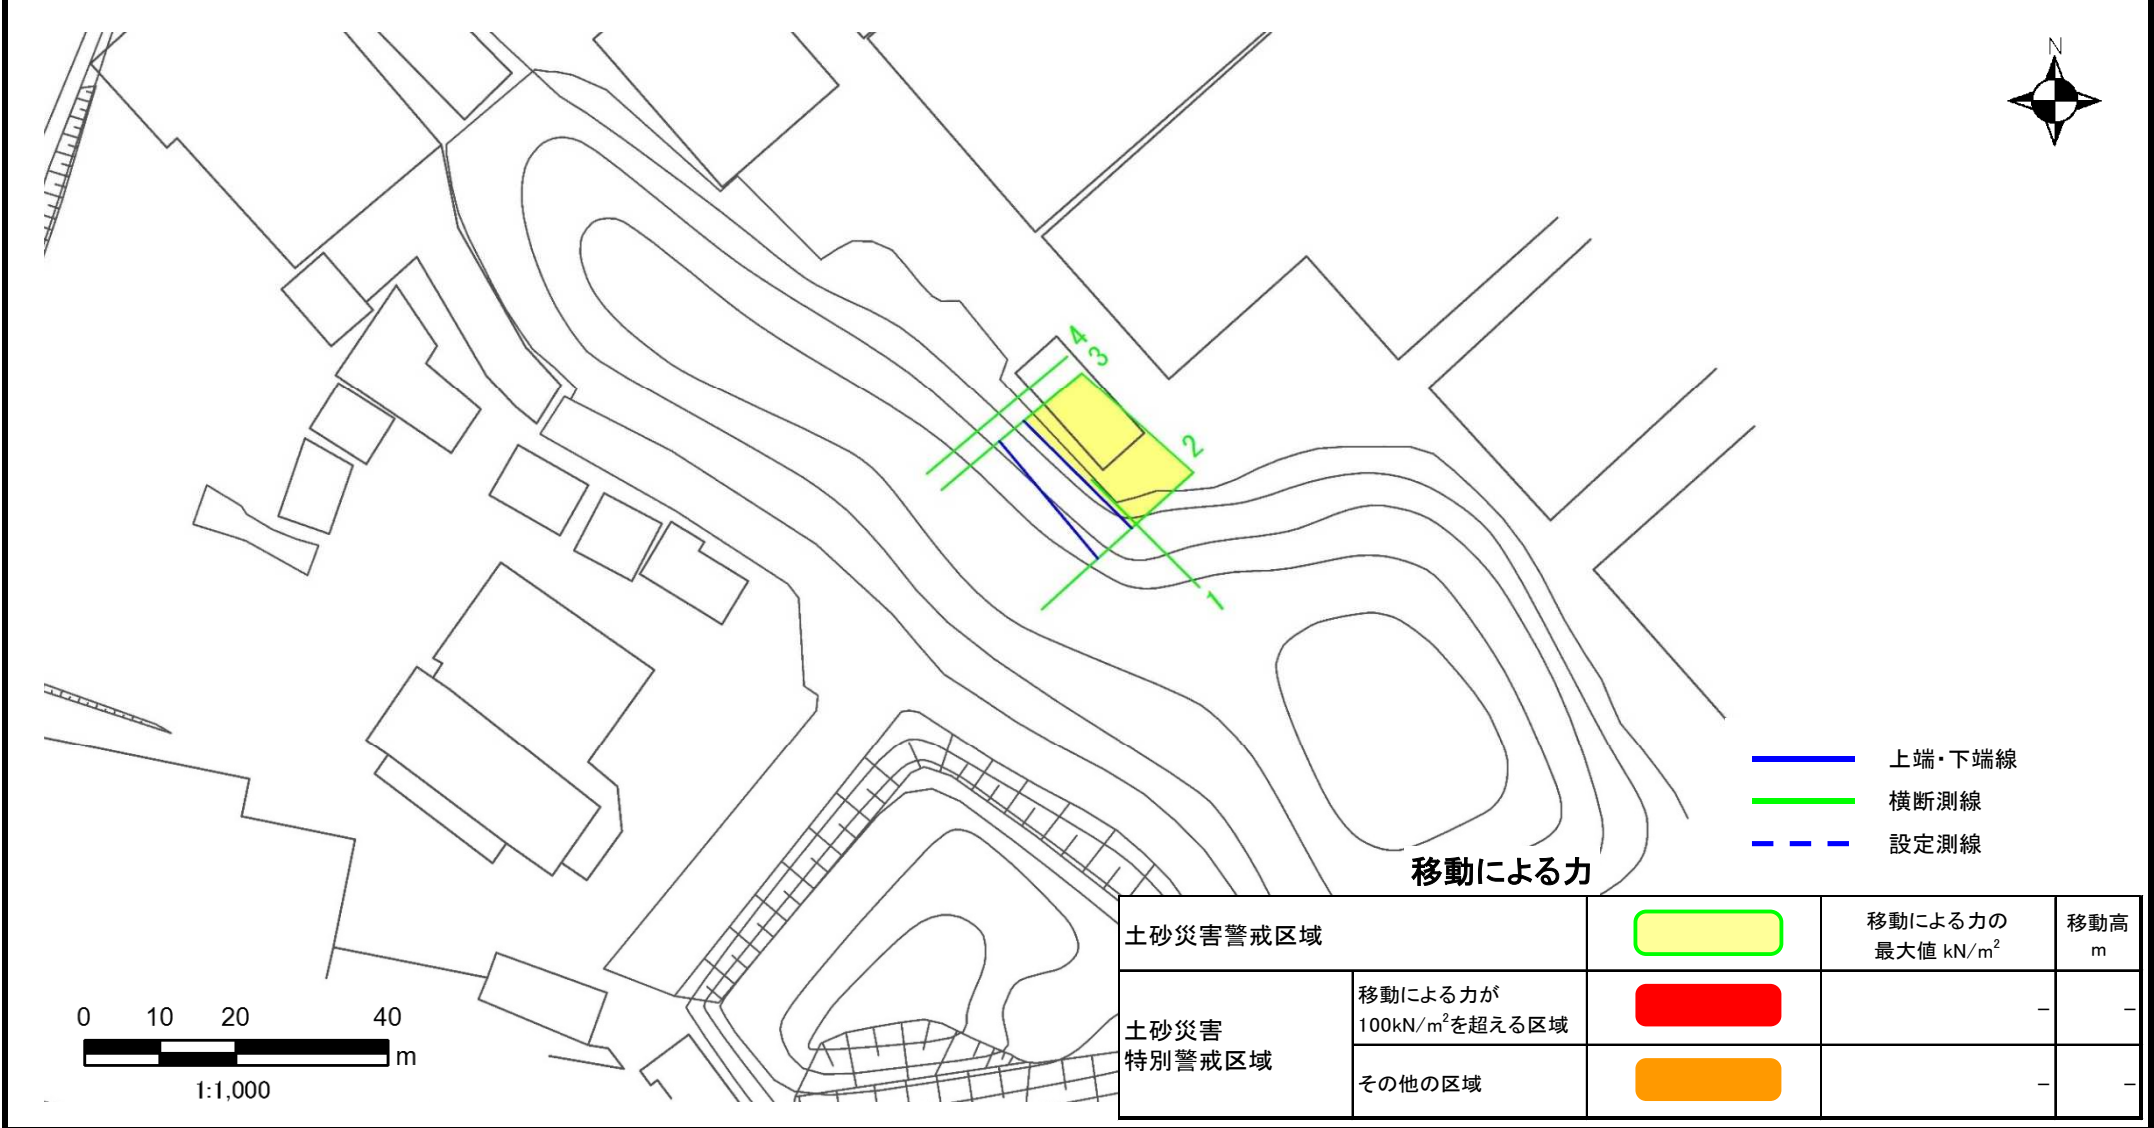 N
4
3
2
1
上端・下端線
横断測線
設定測線
移動による力
土砂災害警戒区域
移動による力の
最大値 kN/m²
移動高
m
土砂災害
特別警戒区域
移動による力が
100kN/m²を超える区域
－ －
その他の区域
－ －
0 10 20 40
m
1:1,000